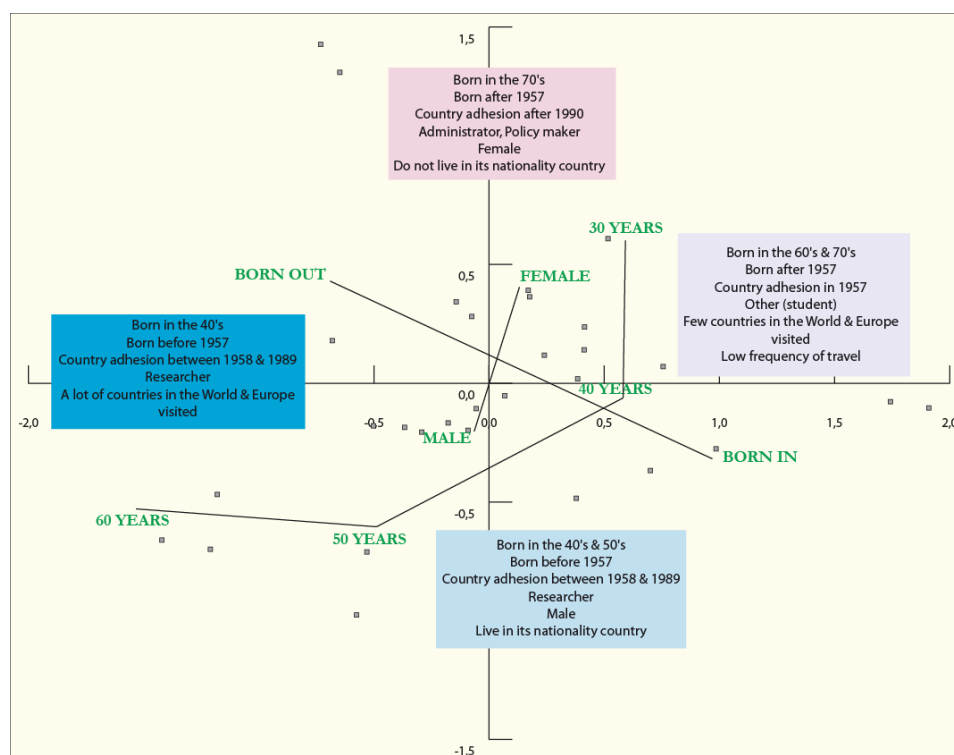 1,5
Born in the 70's
Born after 1957
Country adhesion after 1990
Administrator, Policy maker
Female
Do not live in its nationality country
30 YEARS
Born in the 60's & 70's
Born after 1957
Country adhesion in 1957
Other (student)
Few countries in the World & Europe
visited
Low frequency of travel
0,5
BORN OUT
FEMALE
Born in the 40's
Born before 1957
Country adhesion between 1958 & 1989
Researcher
A lot of countries in the World & Europe
visited
40 YEARS
0,0
-2,0
-0,5
0,5
1,0
1,5
2,0
MALE
BORN IN
-0,5
60 YEARS
50 YEARS
Born in the 40's & 50's
Born before 1957
Country adhesion between 1958 & 1989
Researcher
Male
Live in its nationality country
-1,5